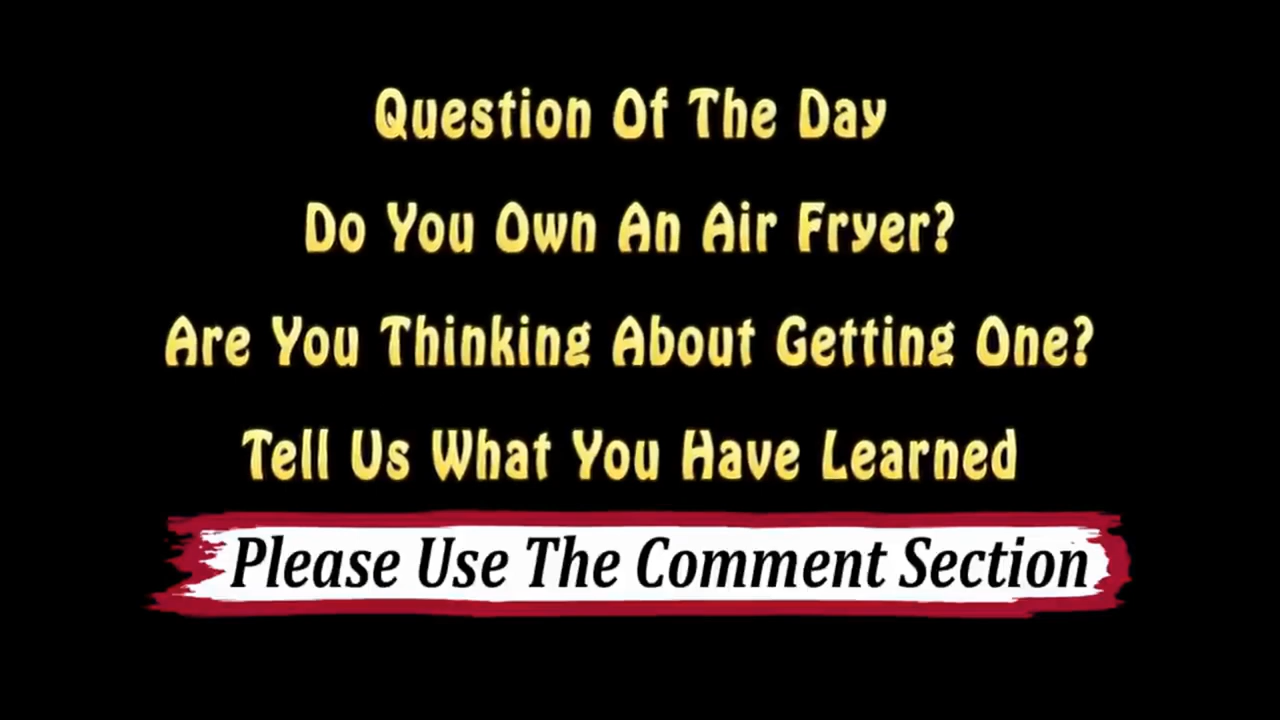 Question Of The Day
Do You Own An Air Fryer?
Are You Thinking About Getting One?
Tell Us What You Have Learned
Please Use The Comment Section